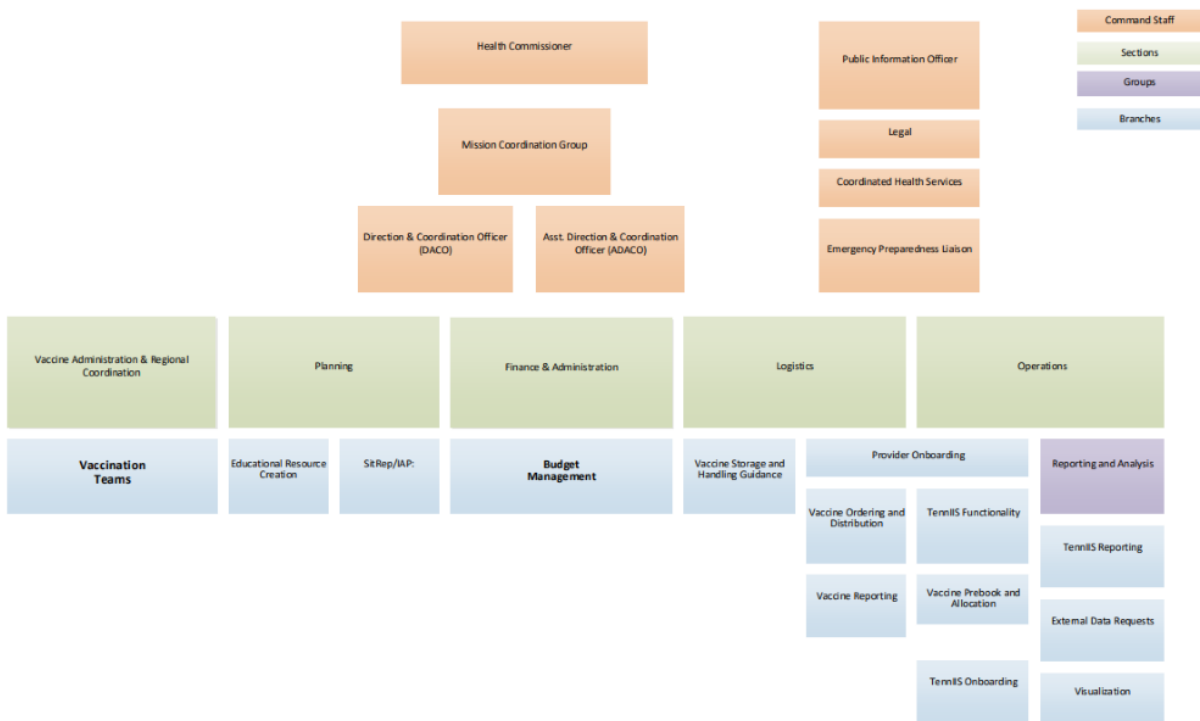 Health Commissioner
Mission Coordination Group
Direction & Coordination Officer
(DACO)
Asst. Direction & Coordination
Officer (ADACO)
Public Information Officer
Legal
Coordinated Health Services
Emergency Preparedness Liaison
Command Staff
Sections
Groups
Branches
Vaccine Administration & Regional
Coordination
Planning
Finance & Administration
Logistics
Operations
Vaccination
Teams
Educational Resource
Creation
SitRep/IAP:
Budget
Management
Vaccine Storage and
Handling Guidance
Provider Onboarding
Reporting and Analysis
Vaccine Ordering and
Distribution
TennIIS Functionality
TennIIS Reporting
Vaccine Reporting
Vaccine Prebook and
Allocation
External Data Requests
TennIIS Onboarding
Visualization